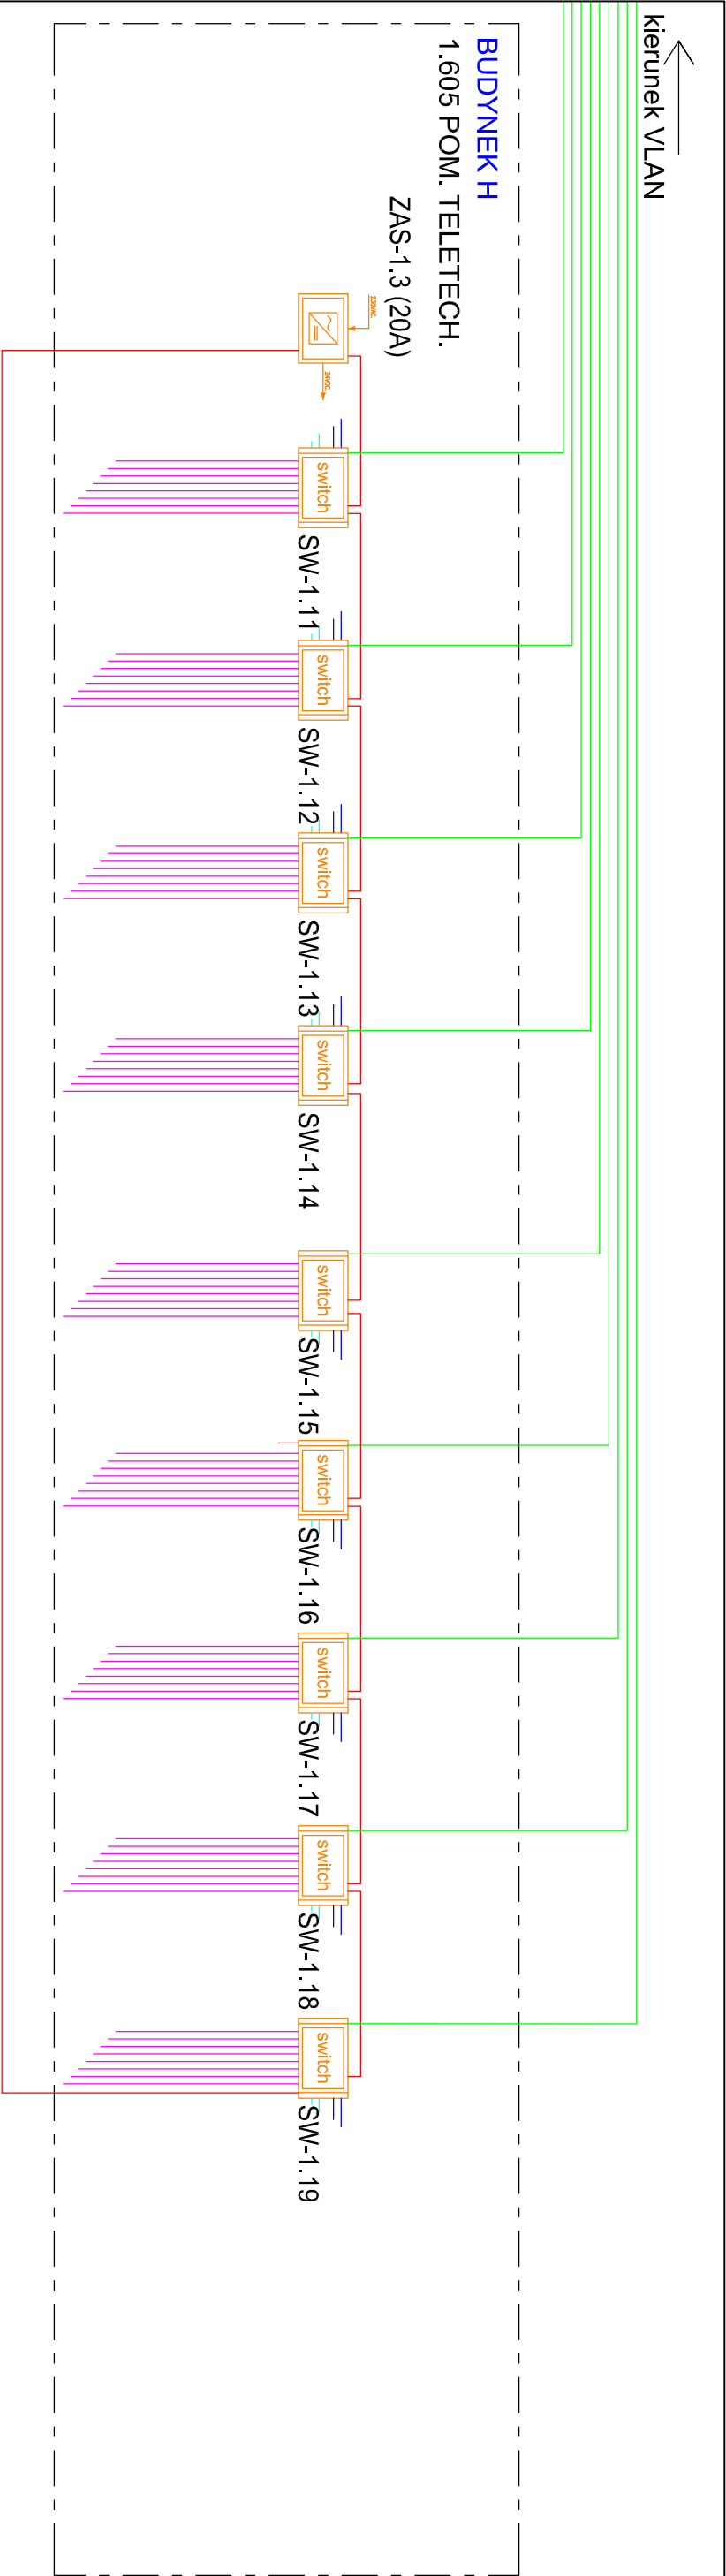 kierunek VLAN
BUDYNEK H
1.605 POM. TELETECH.
ZAS-1.3 (20A)
230VAC.
24VDC.
switch
SW-1.11
switch
SW-1.12
switch
SW-1.13
switch
SW-1.14
switch
SW-1.15
switch
SW-1.16
switch
SW-1.17
switch
SW-1.18
switch
SW-1.19